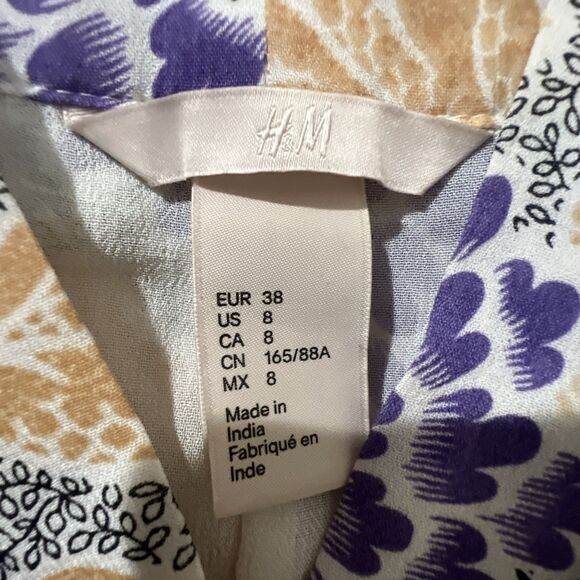 H&M
EUR 38
US 8
CA 8
CN 165/88A
MX 8
Made in
India
Fabriqué en
Inde